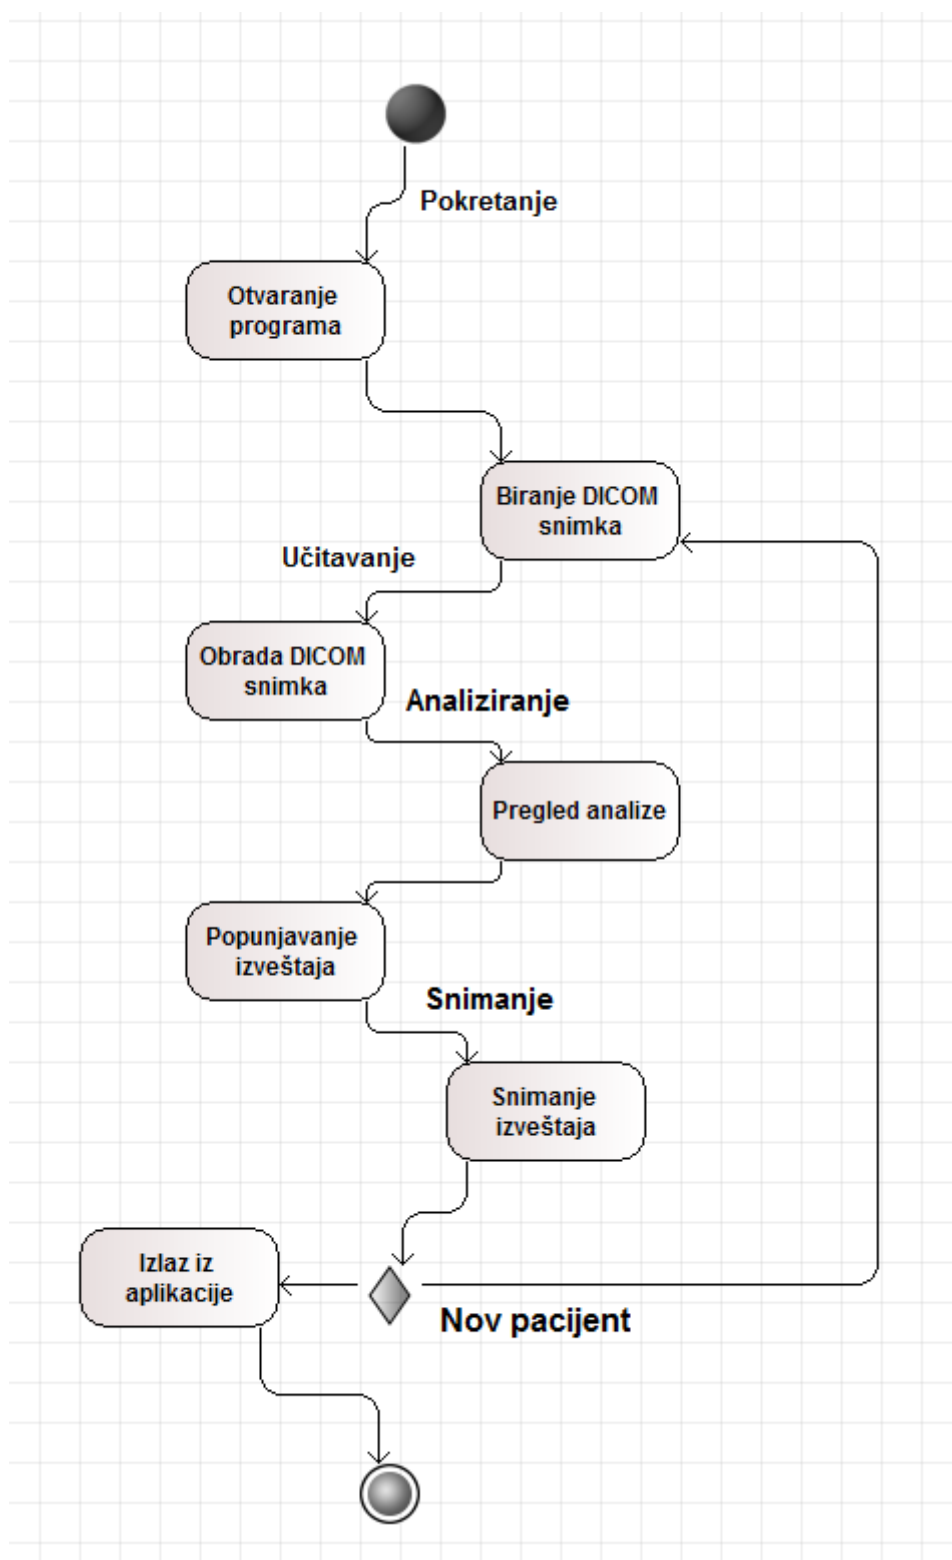 Pokretanje
Otvaranje
programa
Biranje DICOM
snimka
Učitavanje
Obrada DICOM
snimka
Analiziranje
Pregled analize
Popunjavanje
izveštaja
Snimanje
Snimanje
izveštaja
Izlaz iz
aplikacije
Nov pacijent